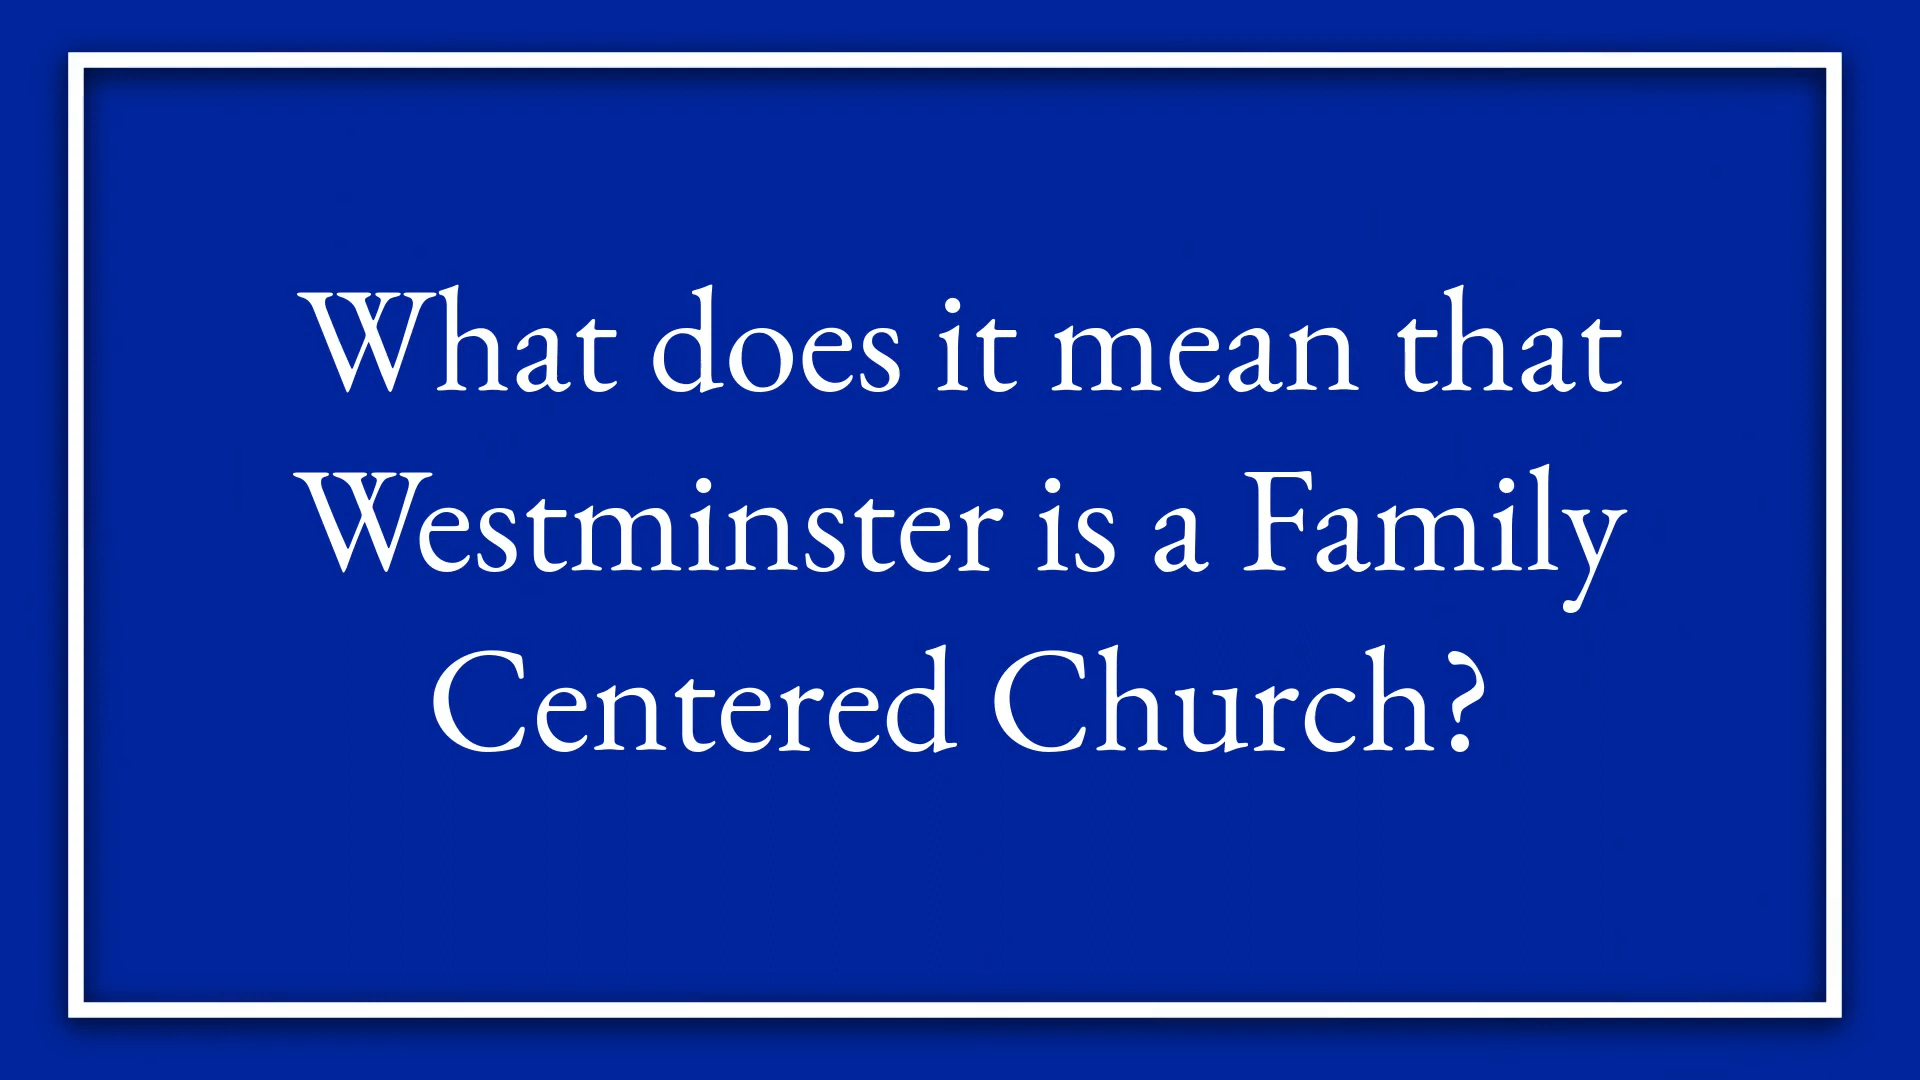 What does it mean that
Westminster is a Family
Centered Church?